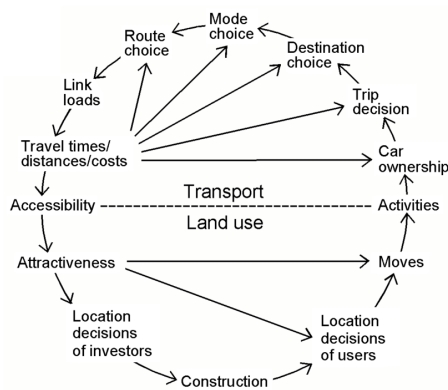 Mode
choice
Route
choice
Destination
choice
Link
loads
Trip
decision
Travel times/
distances/costs
Car
ownership
Transport
Accessibility
Activities
Land use
Attractiveness
Moves
Location
decisions
of investors
Location
decisions
of users
Construction